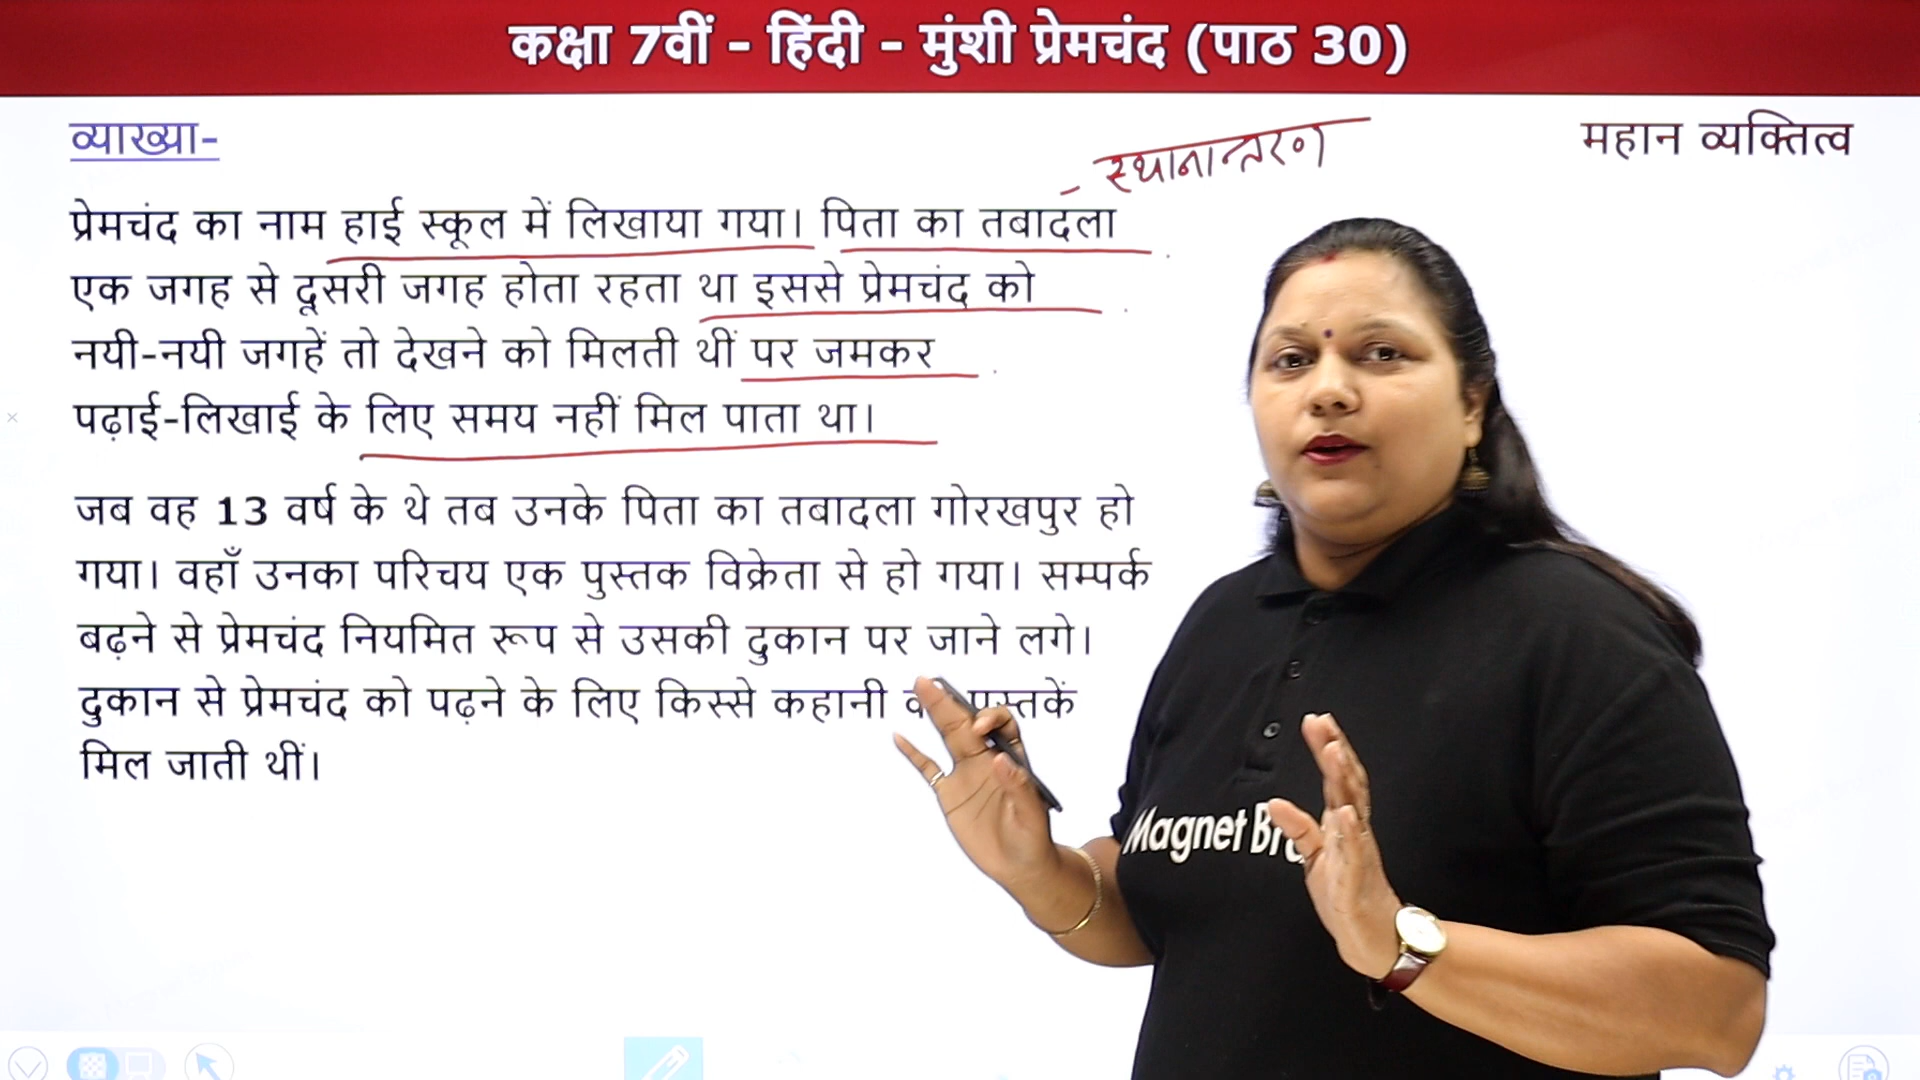 कक्षा 7वीं - हिंदी - मुंशी प्रेमचंद (पाठ 30)
व्याख्या-
महान व्यक्तित्व
- स्थानान्तरण
प्रेमचंद का नाम हाई स्कूल में लिखाया गया। पिता का तबादला
एक जगह से दूसरी जगह होता रहता था इससे प्रेमचंद को
नयी-नयी जगहें तो देखने को मिलती थीं पर जमकर
पढ़ाई-लिखाई के लिए समय नहीं मिल पाता था।
जब वह 13 वर्ष के थे तब उनके पिता का तबादला गोरखपुर हो
गया। वहाँ उनका परिचय एक पुस्तक विक्रेता से हो गया। सम्पर्क
बढ़ने से प्रेमचंद नियमित रूप से उसकी दुकान पर जाने लगे।
दुकान से प्रेमचंद को पढ़ने के लिए किस्से कहानी पुस्तकें
मिल जाती थीं।
Magnet